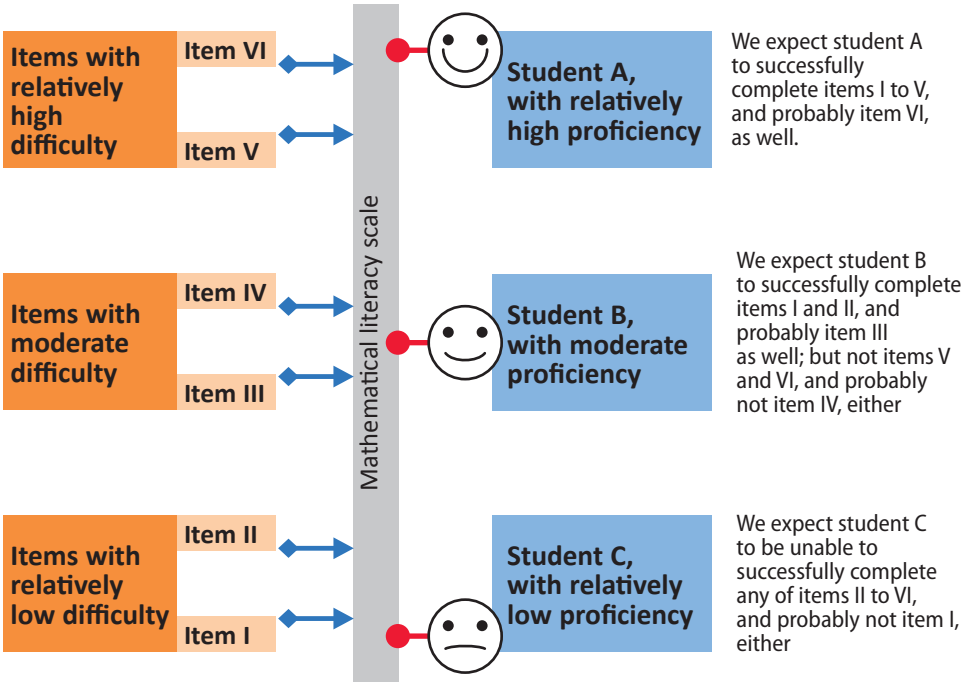 Items with
relatively
high
difficulty
Item VI
Item V
Student A,
with relatively
high proficiency
We expect student A
to successfully
complete items I to V,
and probably item VI,
as well.
Mathematical literacy scale
Items with
moderate
difficulty
Item IV
Item III
Student B,
with moderate
proficiency
We expect student B
to successfully complete
items I and II, and
probably item III
as well; but not items V
and VI, and probably
not item IV, either
Items with
relatively
low difficulty
Item II
Item I
Student C,
with relatively
low proficiency
We expect student C
to be unable to
successfully complete
any of items II to VI,
and probably not item I,
either